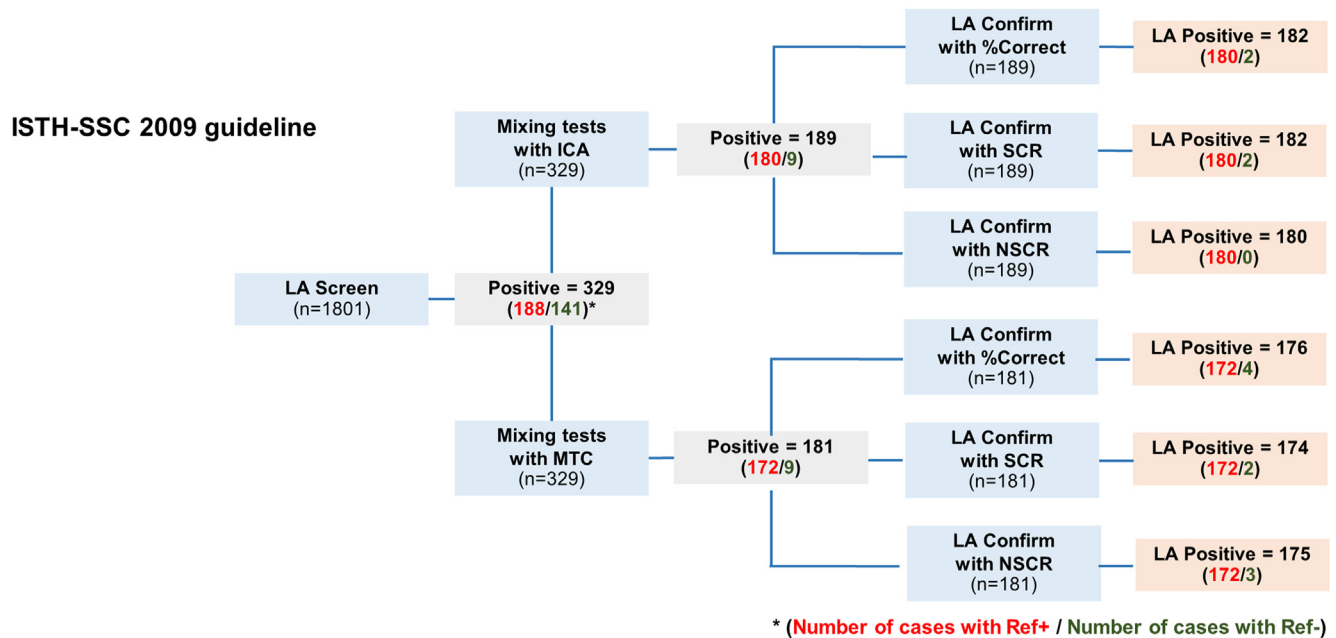 ISTH-SSC 2009 guideline
LA Screen
(n=1801)
Positive = 329
(188/141)*
Mixing tests
with ICA
(n=329)
Positive = 189
(180/9)
LA Confirm
with %Correct
(n=189)
LA Positive = 182
(180/2)
LA Confirm
with SCR
(n=189)
LA Positive = 182
(180/2)
LA Confirm
with NSCR
(n=189)
LA Positive = 180
(180/0)
Mixing tests
with MTC
(n=329)
Positive = 181
(172/9)
LA Confirm
with %Correct
(n=181)
LA Positive = 176
(172/4)
LA Confirm
with SCR
(n=181)
LA Positive = 174
(172/2)
LA Confirm
with NSCR
(n=181)
LA Positive = 175
(172/3)
* (Number of cases with Ref+ / Number of cases with Ref-)